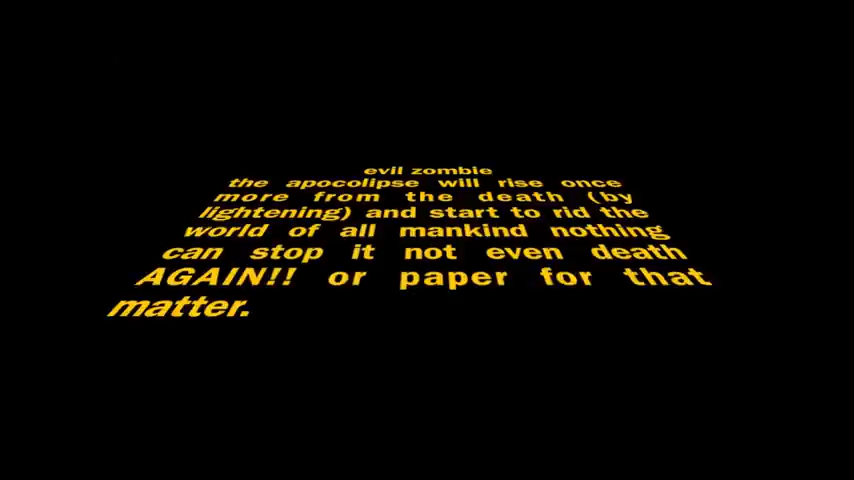 evil zombie
the apocolipse will rise once
more from the death (by
lightening) and start to rid the
world of all mankind nothing
can stop it not even death
AGAIN!! or paper for that
matter.